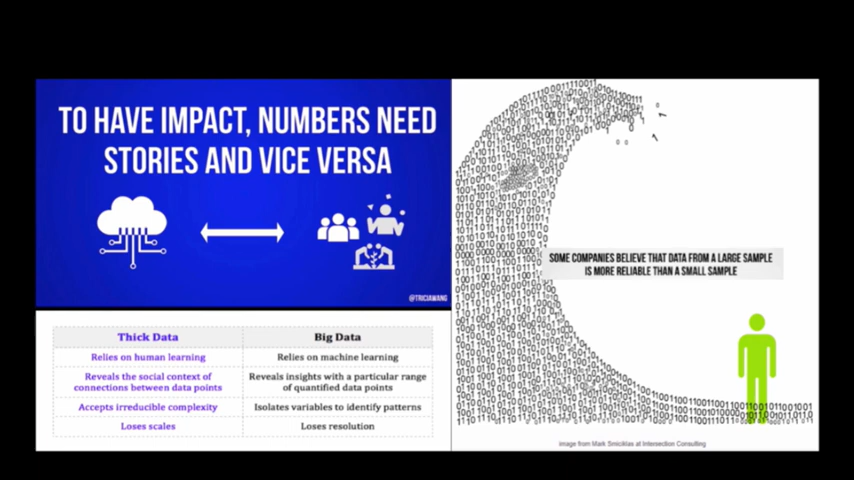 TO HAVE IMPACT, NUMBERS NEED
STORIES AND VICE VERSA
@TRICIAWANG
Thick Data
Big Data
Relies on human learning
Relies on machine learning
Reveals the social context of
connections between data points
Reveals insights with a particular range
of quantified data points
Accepts irreducible complexity
Isolates variables to identify patterns
Loses scales
Loses resolution
SOME COMPANIES BELIEVE THAT DATA FROM A LARGE SAMPLE
IS MORE RELIABLE THAN A SMALL SAMPLE
image from Mark Smiciklas at Intersection Consulting